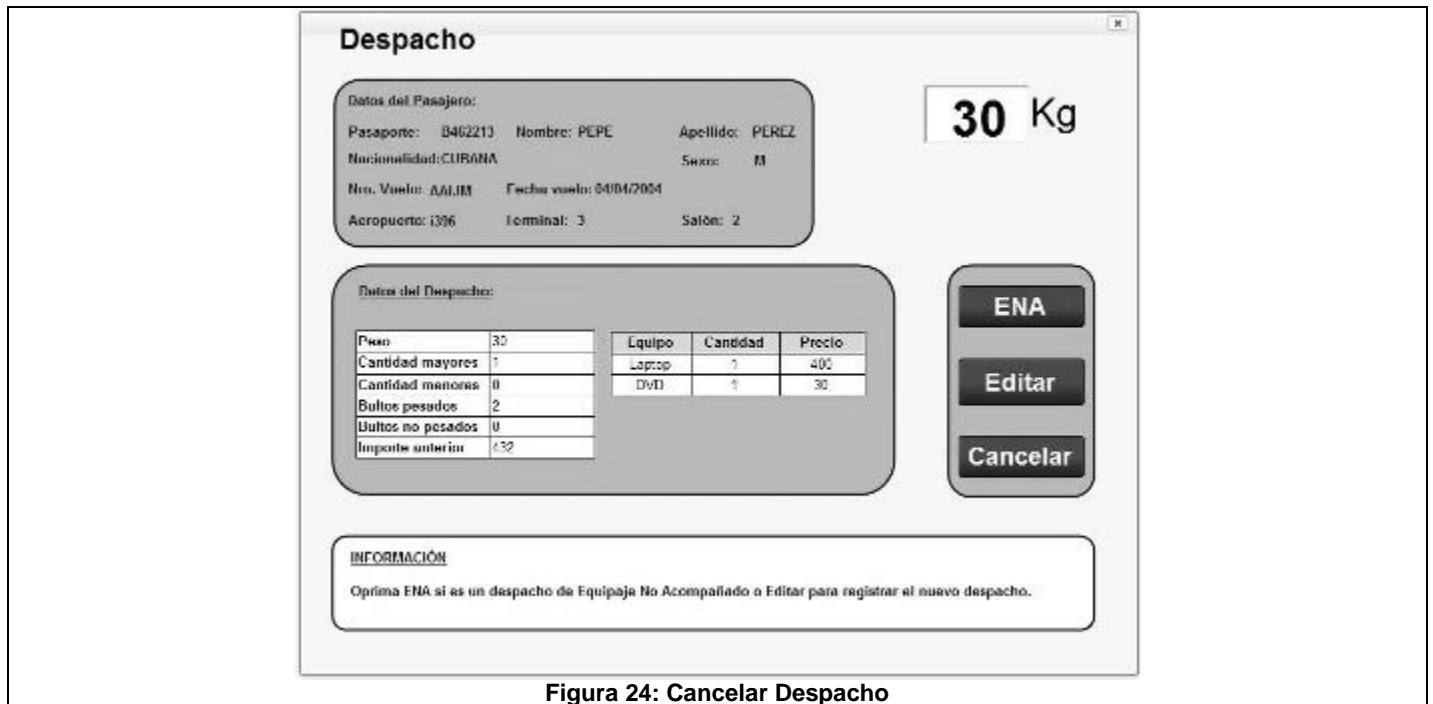 Despacho
30 Kg
Datos del Pasajero:
Pasaporte: B462213 Nombre: PEPE Apellido: PEREZ
Nacionalidad: CUBANA Sexo: M
Nro. Vuelo: Fecha vuelo: 04/04/2004
Aeropuerto: i396 Terminal: 3 Salón: 2
Datos del Despacho:
Peso 30
Cantidad mayores 1
Cantidad menores 0
Bultos pesados 2
Bultos no pesados 0
Importe anterior 432
Equipo Cantidad Precio
Laptop 1 400
DVD 1 30
ENA
Editar
Cancelar
INFORMACIÓN
Oprima ENA si es un despacho de Equipaje No Acompañado o Editar para registrar el nuevo despacho.
Figura 24: Cancelar Despacho